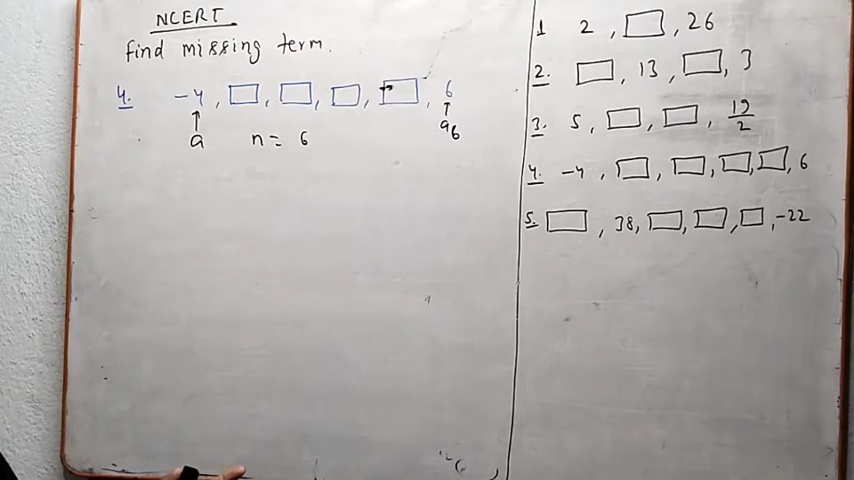 NCERT
find missing term.
4. -4, □, □, □, □, 6
a n = 6 a6
1 2, □, 26
2. □, 13, □, 3
3. 5, □, □, 19/2
4. -4, □, □, □, □, 6
5. □, 38, □, □, □, -22